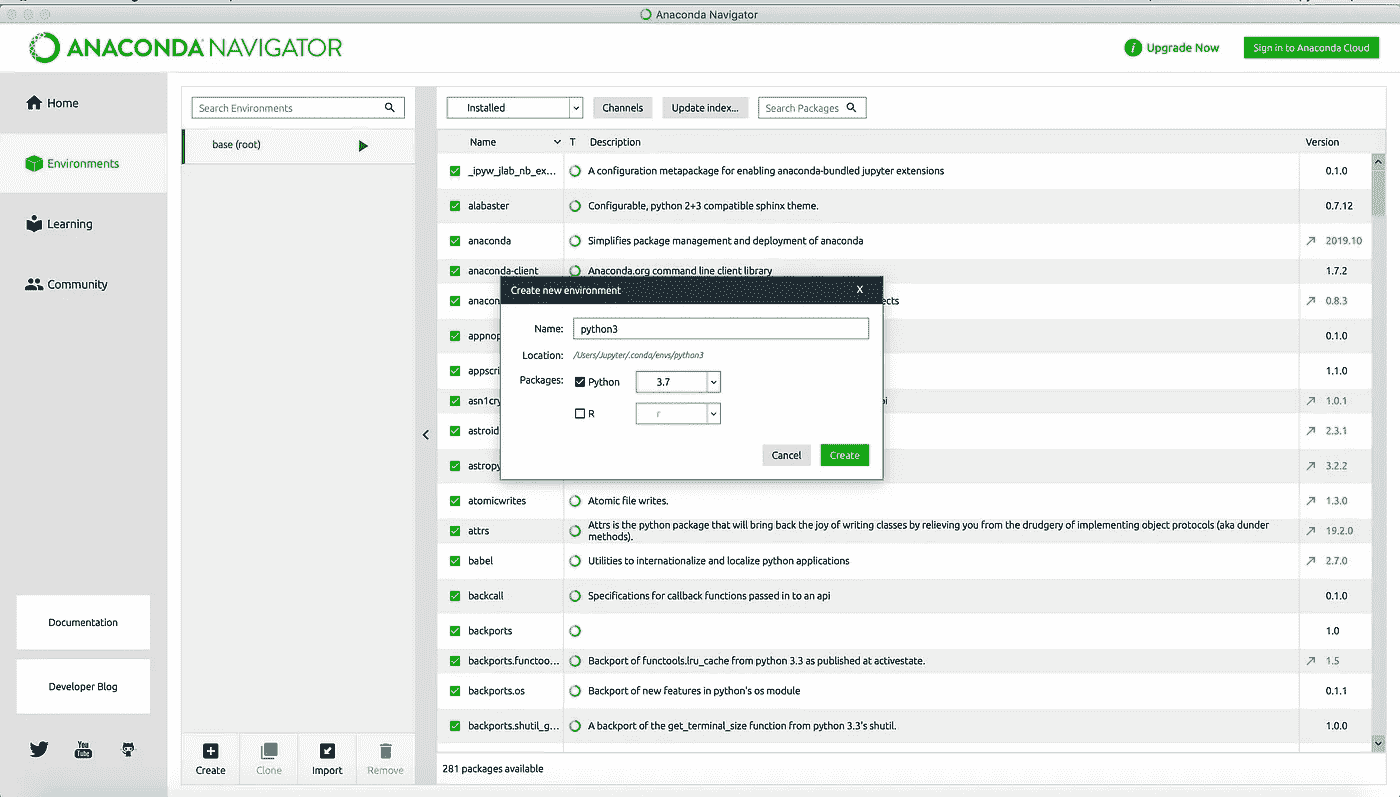 Anaconda Navigator
ANACONDA NAVIGATOR
i Upgrade Now
Sign in to Anaconda Cloud
Home
Environments
Learning
Community
Documentation
Developer Blog
You Tube
Search Environments
base (root)
Create Clone Import Remove
Installed Channels Update index... Search Packages
Name T Description Version
_ipyw_jlab_nb_ex... A configuration metapackage for enabling anaconda-bundled jupyter extensions 0.1.0
alabaster Configurable, python 2+3 compatible sphinx theme. 0.7.12
anaconda Simplifies package management and deployment of anaconda 2019.10
anaconda-client Anaconda.org command line client library 1.7.2
anacon ects 0.8.3
appnop 0.1.0
appscri 1.1.0
asn1cry pi 1.0.1
astroid 2.3.1
astropy 3.2.2
atomicwrites Atomic file writes. 1.3.0
attrs Attrs is the python package that will bring back the joy of writing classes by relieving you from the drudgery of implementing object protocols (aka dunder
methods). 19.2.0
babel Utilities to internationalize and localize python applications 2.7.0
backcall Specifications for callback functions passed in to an api 0.1.0
backports 1.0
backports.functoo... Backport of functools.lru_cache from python 3.3 as published at activestate. 1.5
backports.os Backport of new features in python's os module 0.1.1
backports.shutil_g... A backport of the get_terminal_size function from python 3.3's shutil. 1.0.0
281 packages available
Create new environment X
Name: python3
Location: /Users/Jupyter/.conda/envs/python3
Packages: Python 3.7
R r
Cancel Create